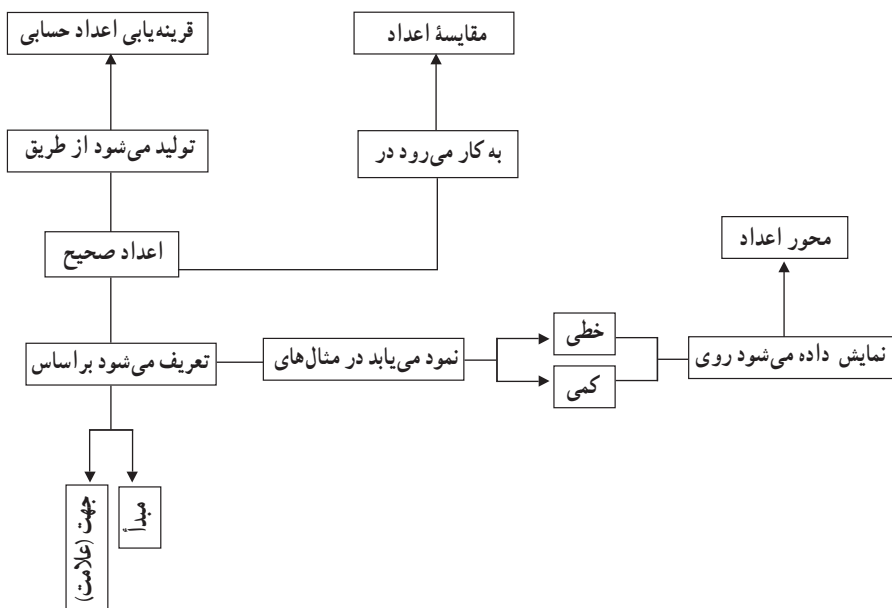 قرینه‌یابی اعداد حسابی
مقایسهٔ اعداد
تولید می‌شود از طریق
به کار می‌رود در
اعداد صحیح
محور اعداد
تعریف می‌شود براساس
نمود می‌یابد در مثال‌های
خطی
کمی
نمایش داده می‌شود روی
مبدأ
جهت (علامت)